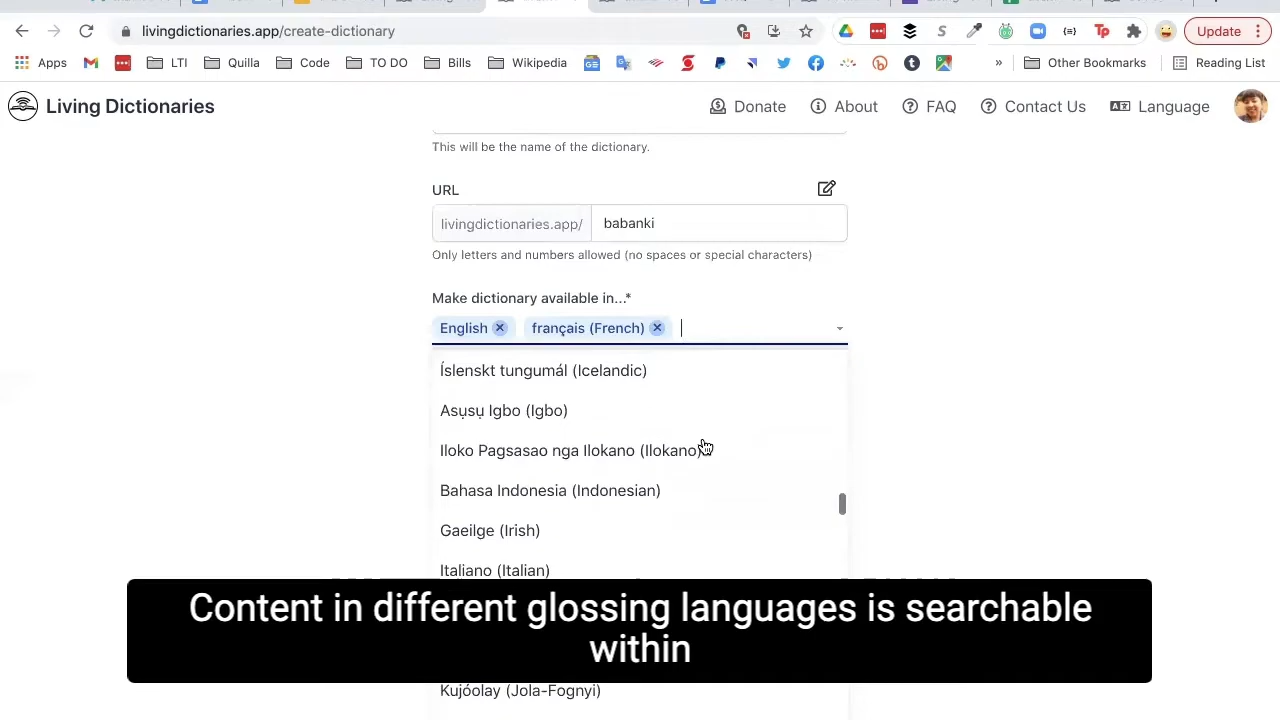 livingdictionaries.app/create-dictionary
Update
Apps
LTI
Quilla
Code
TO DO
Bills
Wikipedia
»
Other Bookmarks
Reading List
Living Dictionaries
Donate
About
FAQ
Contact Us
Language
This will be the name of the dictionary.
URL
livingdictionaries.app/
babanki
Only letters and numbers allowed (no spaces or special characters)
Make dictionary available in...*
English
français (French)
Íslenskt tungumál (Icelandic)
Asụsụ Igbo (Igbo)
Iloko Pagsasao nga Ilokano (Ilokano)
Bahasa Indonesia (Indonesian)
Gaeilge (Irish)
Italiano (Italian)
Content in different glossing languages is searchable
within
Kujóolay (Jola-Fognyi)